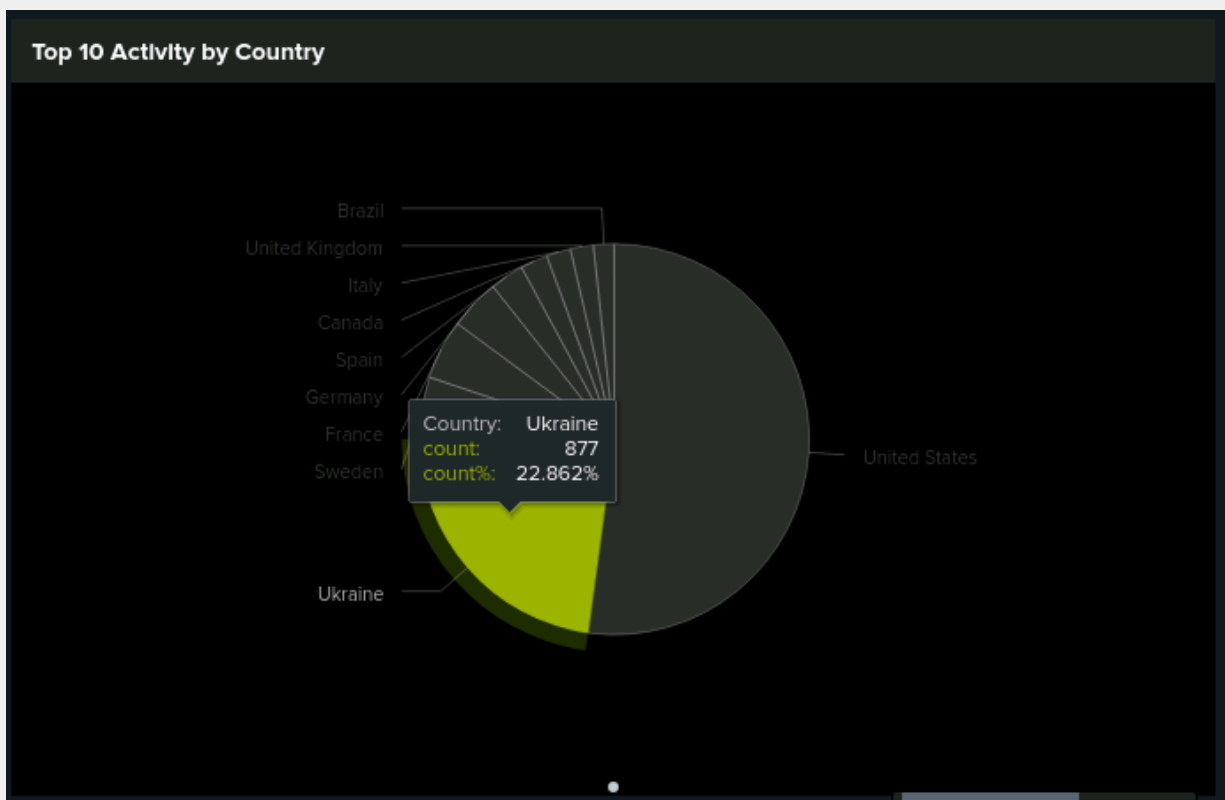 Top 10 Activity by Country
Brazil
United Kingdom
Italy
Canada
Spain
Germany
France
Sweden
Country: Ukraine
count: 877
count%: 22.862%
United States
Ukraine